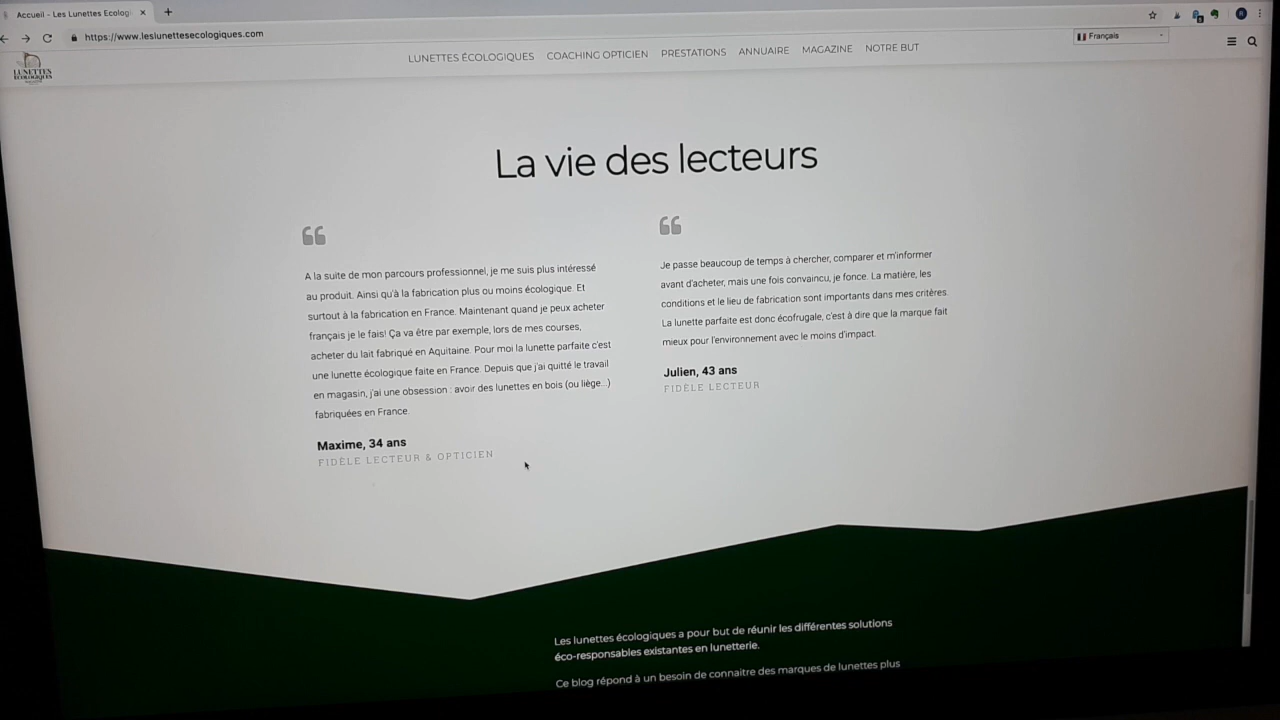 Accueil - Les Lunettes Ecolog
https://www.leslunettesecologiques.com
LUNETTES ÉCOLOGIQUES COACHING OPTICIEN PRESTATIONS ANNUAIRE MAGAZINE NOTRE BUT
Français
LUNETTES
ECOLOGIQUES
La vie des lecteurs
A la suite de mon parcours professionnel, je me suis plus intéressé
au produit. Ainsi qu'à la fabrication plus ou moins écologique. Et
surtout à la fabrication en France. Maintenant quand je peux acheter
français je le fais! Ça va être par exemple, lors de mes courses,
acheter du lait fabriqué en Aquitaine. Pour moi la lunette parfaite c'est
une lunette écologique faite en France. Depuis que j'ai quitté le travail
en magasin, j'ai une obsession : avoir des lunettes en bois (ou liège...)
fabriquées en France.
Maxime, 34 ans
FIDÈLE LECTEUR & OPTICIEN
Je passe beaucoup de temps à chercher, comparer et m'informer
avant d'acheter, mais une fois convaincu, je fonce. La matière, les
conditions et le lieu de fabrication sont importants dans mes critères.
La lunette parfaite est donc écofrugale, c'est à dire que la marque fait
mieux pour l'environnement avec le moins d'impact.
Julien, 43 ans
FIDÈLE LECTEUR
Les lunettes écologiques a pour but de réunir les différentes solutions
éco-responsables existantes en lunetterie.
Ce blog répond à un besoin de connaitre des marques de lunettes plus